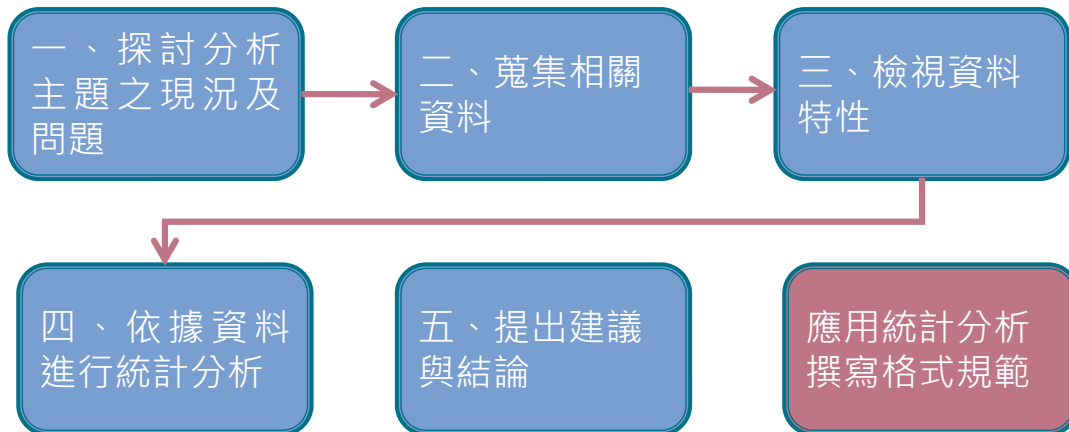 一、探討分析
主題之現況及
問題
二、蒐集相關
資料
三、檢視資料
特性
四、依據資料
進行統計分析
五、提出建議
與結論
應用統計分析
撰寫格式規範